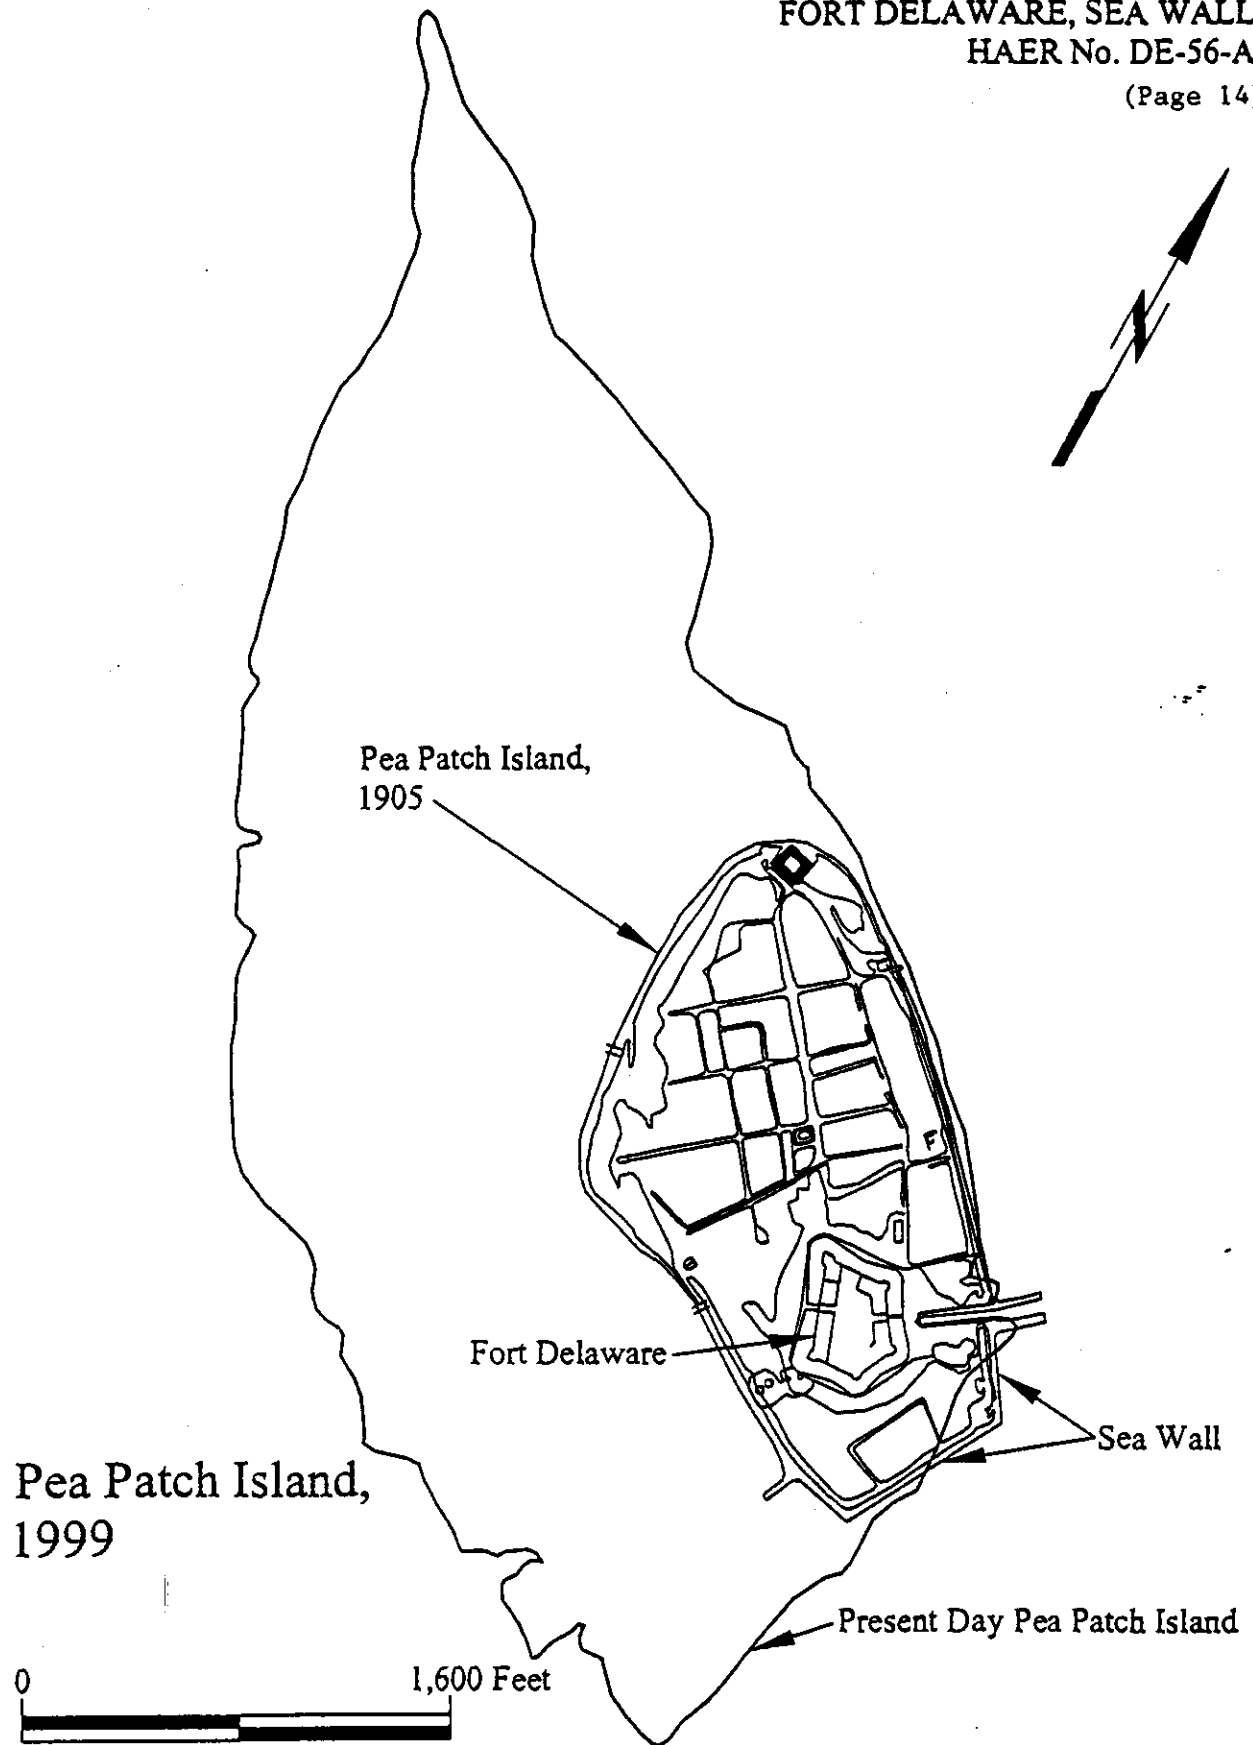 FORT DELAWARE, SEA WALL
HAER No. DE-56-A
(Page 14)
N
Pea Patch Island,
1905
F
Fort Delaware
Sea Wall
Pea Patch Island,
1999
Present Day Pea Patch Island
0
1,600 Feet